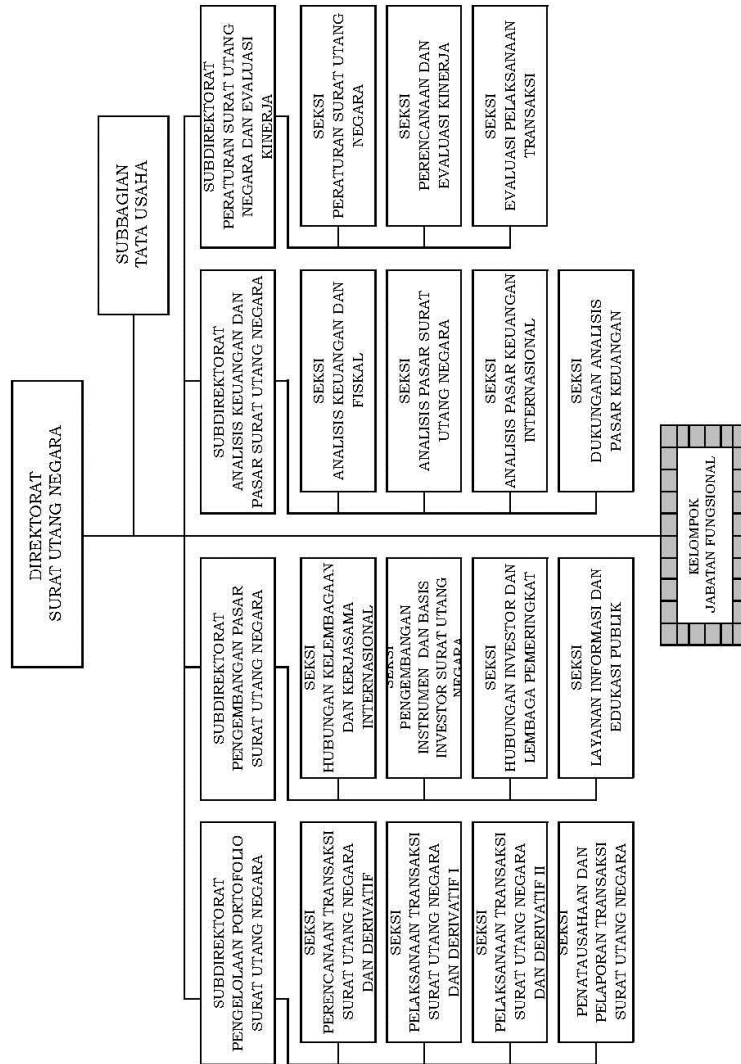 DIREKTORAT
SURAT UTANG NEGARA
SUBBAGIAN
TATA USAHA
SUBDIREKTORAT
PENGELOLAAN PORTOFOLIO
SURAT UTANG NEGARA
SEKSI
PERENCANAAN TRANSAKSI
SURAT UTANG NEGARA
DAN DERIVATIF
SEKSI
PELAKSANAAN TRANSAKSI
SURAT UTANG NEGARA
DAN DERIVATIF I
SEKSI
PELAKSANAAN TRANSAKSI
SURAT UTANG NEGARA
DAN DERIVATIF II
SEKSI
PENATAUSAHAAN DAN
PELAPORAN TRANSAKSI
SURAT UTANG NEGARA
SUBDIREKTORAT
PENGEMBANGAN PASAR
SURAT UTANG NEGARA
SEKSI
HUBUNGAN KELEMBAGAAN
DAN KERJASAMA
INTERNASIONAL
SEKSI
PENGEMBANGAN
INSTRUMEN DAN BASIS
INVESTOR SURAT UTANG
NEGARA
SEKSI
HUBUNGAN INVESTOR DAN
LEMBAGA PEMERINGKAT
SEKSI
LAYANAN INFORMASI DAN
EDUKASI PUBLIK
SUBDIREKTORAT
ANALISIS KEUANGAN DAN
PASAR SURAT UTANG NEGARA
SEKSI
ANALISIS KEUANGAN DAN
FISKAL
SEKSI
ANALISIS PASAR SURAT
UTANG NEGARA
SEKSI
ANALISIS PASAR KEUANGAN
INTERNASIONAL
SEKSI
DUKUNGAN ANALISIS
PASAR KEUANGAN
SUBDIREKTORAT
PERATURAN SURAT UTANG
NEGARA DAN EVALUASI
KINERJA
SEKSI
PERATURAN SURAT UTANG
NEGARA
SEKSI
PERENCANAAN DAN
EVALUASI KINERJA
SEKSI
EVALUASI PELAKSANAAN
TRANSAKSI
KELOMPOK
JABATAN FUNGSIONAL